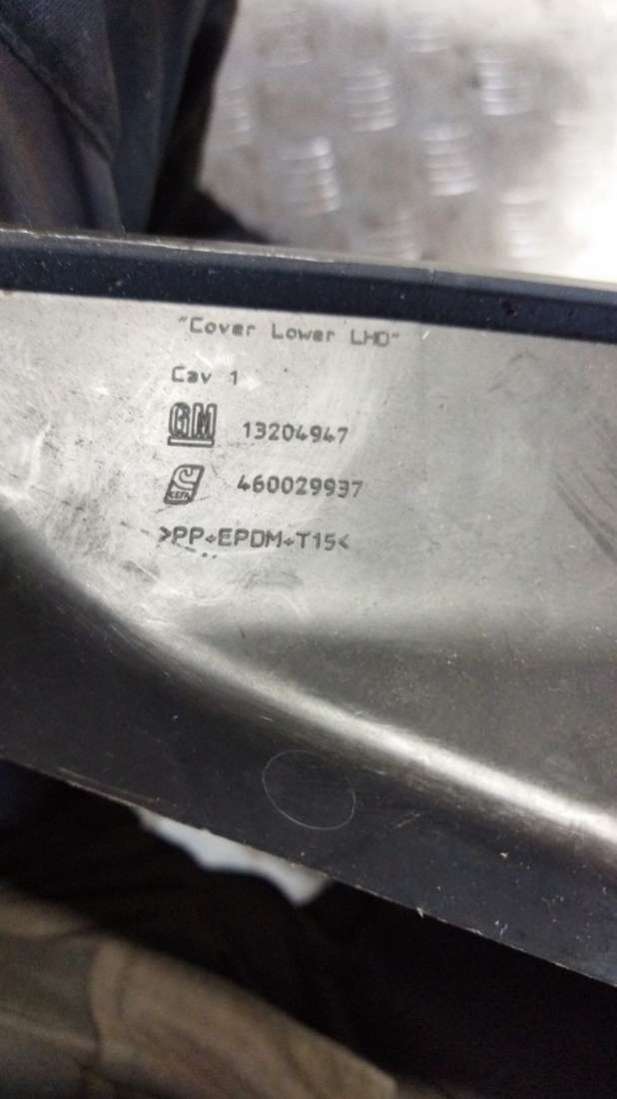 "Cover Lower LHD"
Cav 1
GM 13204947
460029937
>PP+EPDM+T15<